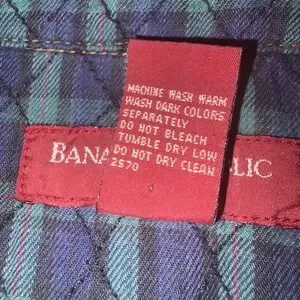 MACHINE WASH WARM
WASH DARK COLORS
SEPARATELY
DO NOT BLEACH
TUMBLE DRY LOW
DO NOT DRY CLEAN
2570
BANA LIC